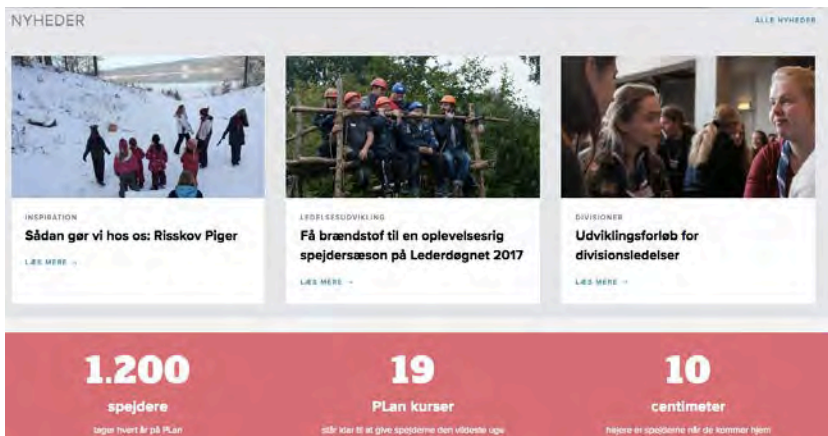 NYHEDER
ALLE NYHEDER
INSPIRATION
Sådan gør vi hos os: Risskov Piger
LÆS MERE →
LEDELSESUDVIKLING
Få brændstof til en oplevelsesrig
spejdersæson på Lederdøgnet 2017
LÆS MERE →
DIVISIONER
Udviklingsforløb for
divisionsledelser
LÆS MERE →
1.200
spejdere
tager hvert år på PLan
19
PLan kurser
står klar til at give spejderne den vildeste uge
10
centimeter
højere er spejderne når de kommer hjem